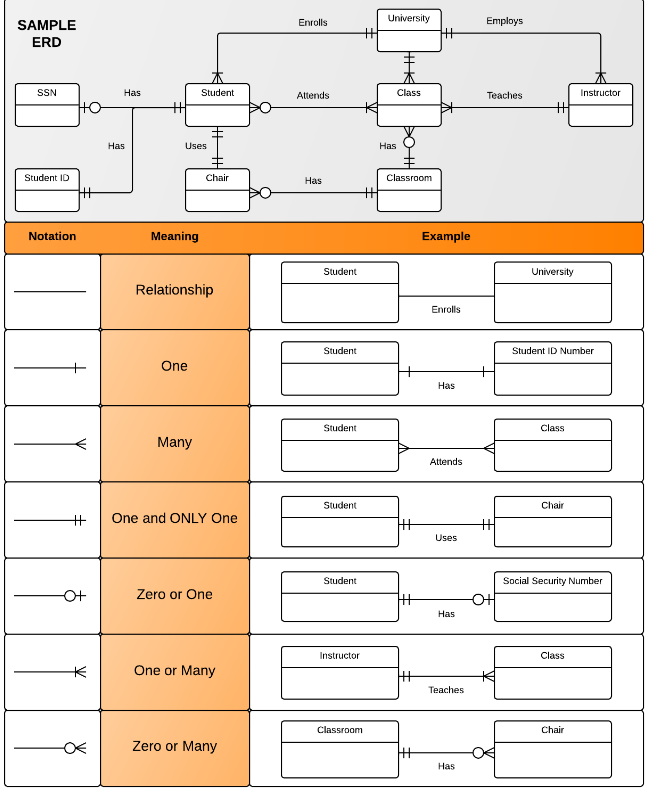 SAMPLE
ERD
University
Enrolls
Employs
SSN
Has
Student
Attends
Class
Teaches
Instructor
Has
Uses
Has
Student ID
Chair
Has
Classroom
Notation
Meaning
Example
Relationship
Student
University
Enrolls
One
Student
Student ID Number
Has
Many
Student
Class
Attends
One and ONLY One
Student
Chair
Uses
Zero or One
Student
Social Security Number
Has
One or Many
Instructor
Class
Teaches
Zero or Many
Classroom
Chair
Has